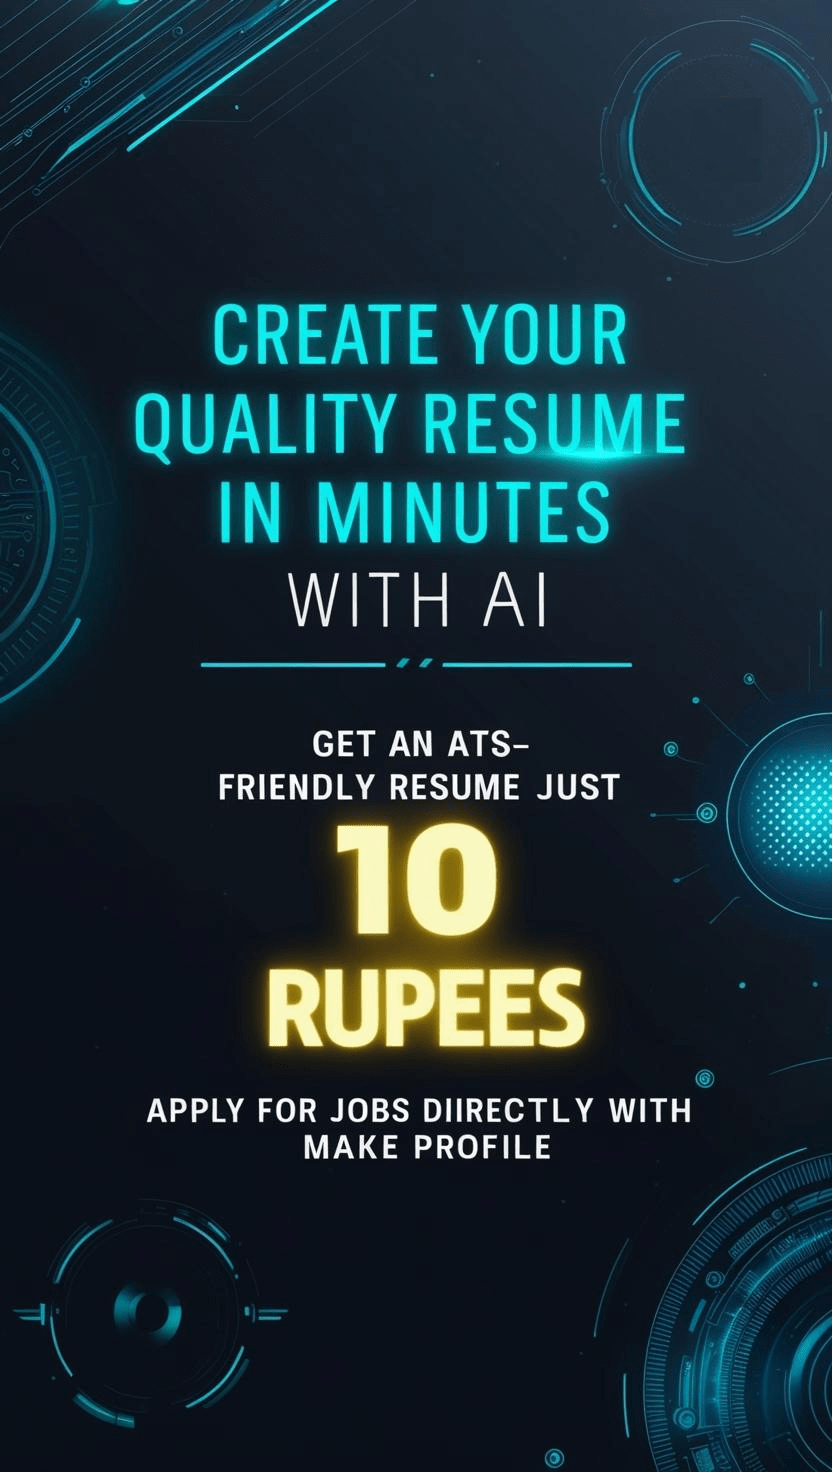 CREATE YOUR
QUALITY RESUME
IN MINUTES
WITH AI
GET AN ATS–
FRIENDLY RESUME JUST
10
RUPEES
APPLY FOR JOBS DIIRECTLY WITH
MAKE PROFILE